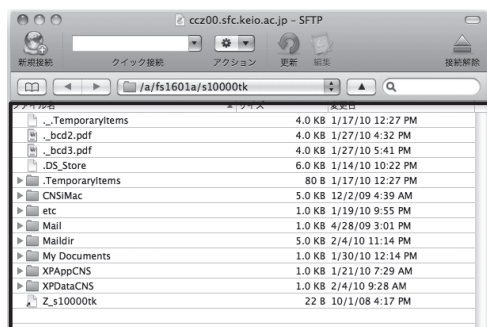 ccz00.sfc.keio.ac.jp – SFTP
新規接続 クイック接続 アクション 更新 編集 接続解除
/a/fs1601a/s10000tk
ファイル名 サイズ 変更日
._.TemporaryItems 4.0 KB 1/17/10 12:27 PM
._bcd2.pdf 4.0 KB 1/27/10 4:32 PM
._bcd3.pdf 4.0 KB 1/27/10 5:41 PM
.DS_Store 6.0 KB 1/14/10 10:22 PM
.TemporaryItems 80 B 1/17/10 12:27 PM
CNSiMac 5.0 KB 12/2/09 4:39 AM
etc 1.0 KB 1/19/10 9:55 PM
Mail 1.0 KB 4/28/09 3:01 PM
Maildir 5.0 KB 2/4/10 11:14 PM
My Documents 1.0 KB 1/30/10 12:14 PM
XPAppCNS 1.0 KB 1/21/10 7:29 AM
XPDataCNS 1.0 KB 2/4/10 9:28 AM
Z_s10000tk 22 B 10/1/08 4:17 PM